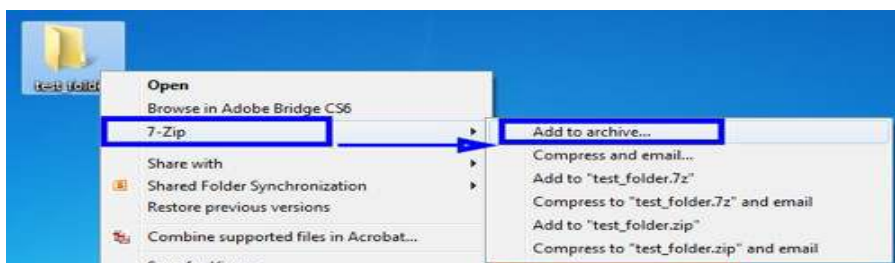 Open
Browse in Adobe Bridge CS6
7-Zip
Share with
Shared Folder Synchronization
Restore previous versions
Combine supported files in Acrobat...
Add to archive...
Compress and email...
Add to "test_folder.7z"
Compress to "test_folder.7z" and email
Add to "test_folder.zip"
Compress to "test_folder.zip" and email